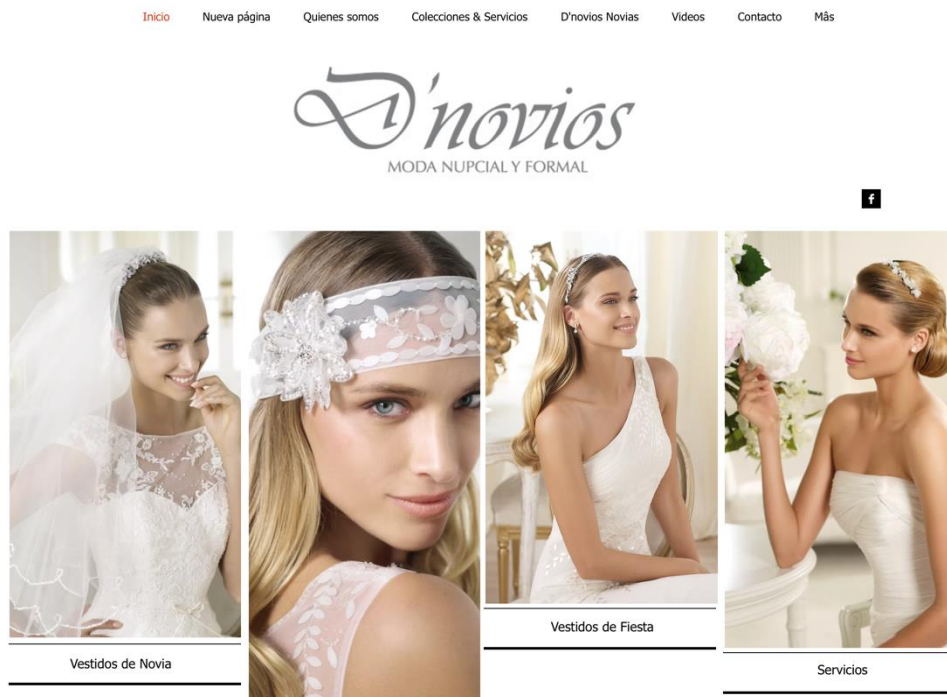 Inicio Nueva página Quienes somos Colecciones & Servicios D'novios Novias Videos Contacto Mâs
D'novios
MODA NUPCIAL Y FORMAL
f
Vestidos de Novia
Vestidos de Fiesta
Servicios